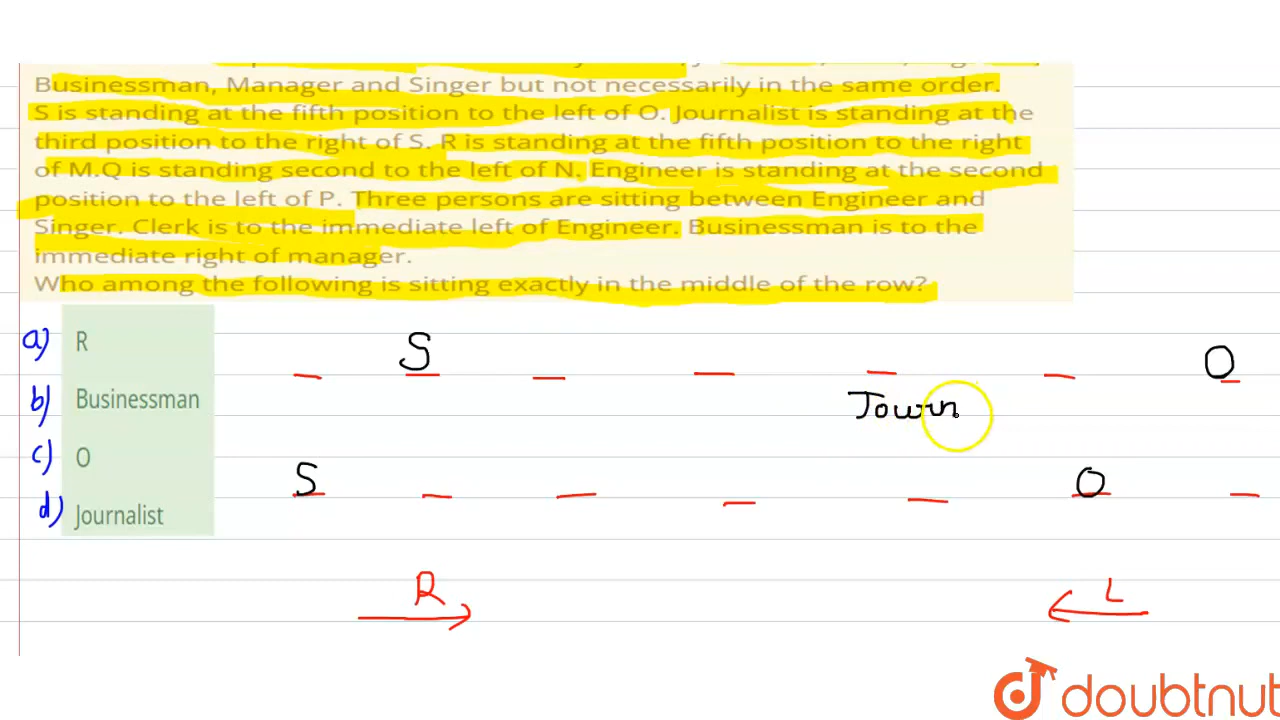 Businessman, Manager and Singer but not necessarily in the same order.
S is standing at the fifth position to the left of O. Journalist is standing at the
third position to the right of S. R is standing at the fifth position to the right
of M.Q is standing second to the left of N. Engineer is standing at the second
position to the left of P. Three persons are sitting between Engineer and
Singer. Clerk is to the immediate left of Engineer. Businessman is to the
immediate right of manager.
Who among the following is sitting exactly in the middle of the row?
a) R
b) Businessman
c) O
d) Journalist
S O
Journ
S O
R L
doubtnut